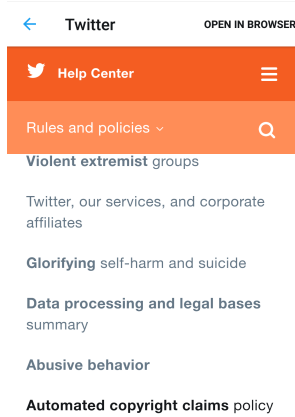 Twitter OPEN IN BROWSER
Help Center
Rules and policies
Violent extremist groups
Twitter, our services, and corporate
affiliates
Glorifying self-harm and suicide
Data processing and legal bases
summary
Abusive behavior
Automated copyright claims policy